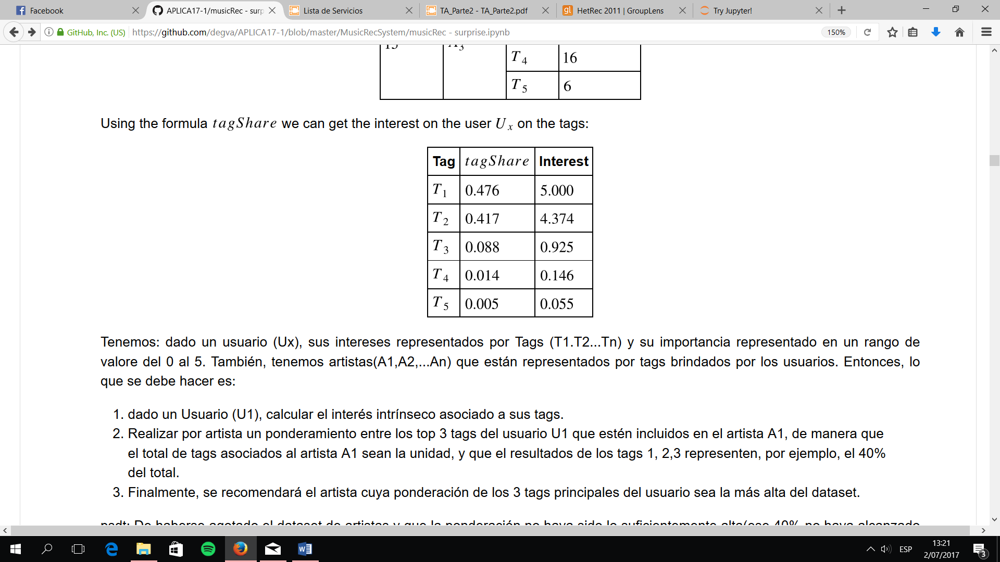 Facebook
APLICA17-1/musicRec - surp
Lista de Servicios
TA_Parte2 - TA_Parte2.pdf
HetRec 2011 | GroupLens
Try Jupyter!
GitHub, Inc. (US) https://github.com/degva/APLICA17-1/blob/master/MusicRecSystem/musicRec - surprise.ipynb 150%
T4 16
T5 6
Using the formula tagShare we can get the interest on the user Ux on the tags:
Tag tagShare Interest
T1 0.476 5.000
T2 0.417 4.374
T3 0.088 0.925
T4 0.014 0.146
T5 0.005 0.055
Tenemos: dado un usuario (Ux), sus intereses representados por Tags (T1.T2...Tn) y su importancia representado en un rango de
valore del 0 al 5. También, tenemos artistas(A1,A2,...An) que están representados por tags brindados por los usuarios. Entonces, lo
que se debe hacer es:
1. dado un Usuario (U1), calcular el interés intrínseco asociado a sus tags.
2. Realizar por artista un ponderamiento entre los top 3 tags del usuario U1 que estén incluidos en el artista A1, de manera que
el total de tags asociados al artista A1 sean la unidad, y que el resultados de los tags 1, 2,3 representen, por ejemplo, el 40%
del total.
3. Finalmente, se recomendará el artista cuya ponderación de los 3 tags principales del usuario sea la más alta del dataset.
psdt: De haberse agotado el dataset de artistas y que la ponderación no haya sido lo suficientemente alta(ese 40% no haya alcanzado
ESP
13:21
2/07/2017
3